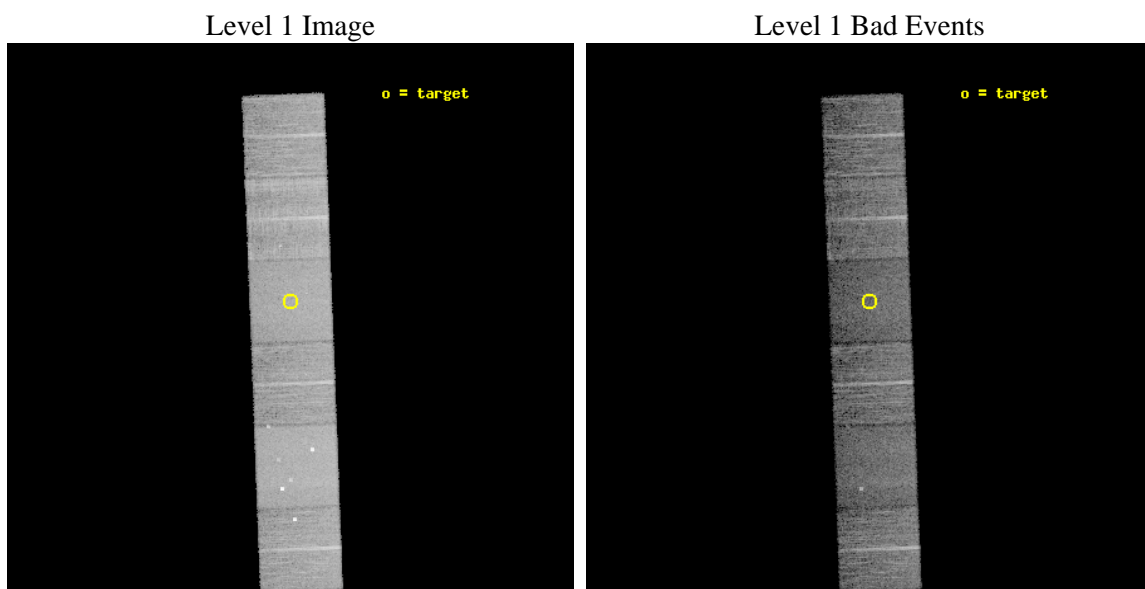 Level 1 Image
Level 1 Bad Events
o = target
o = target